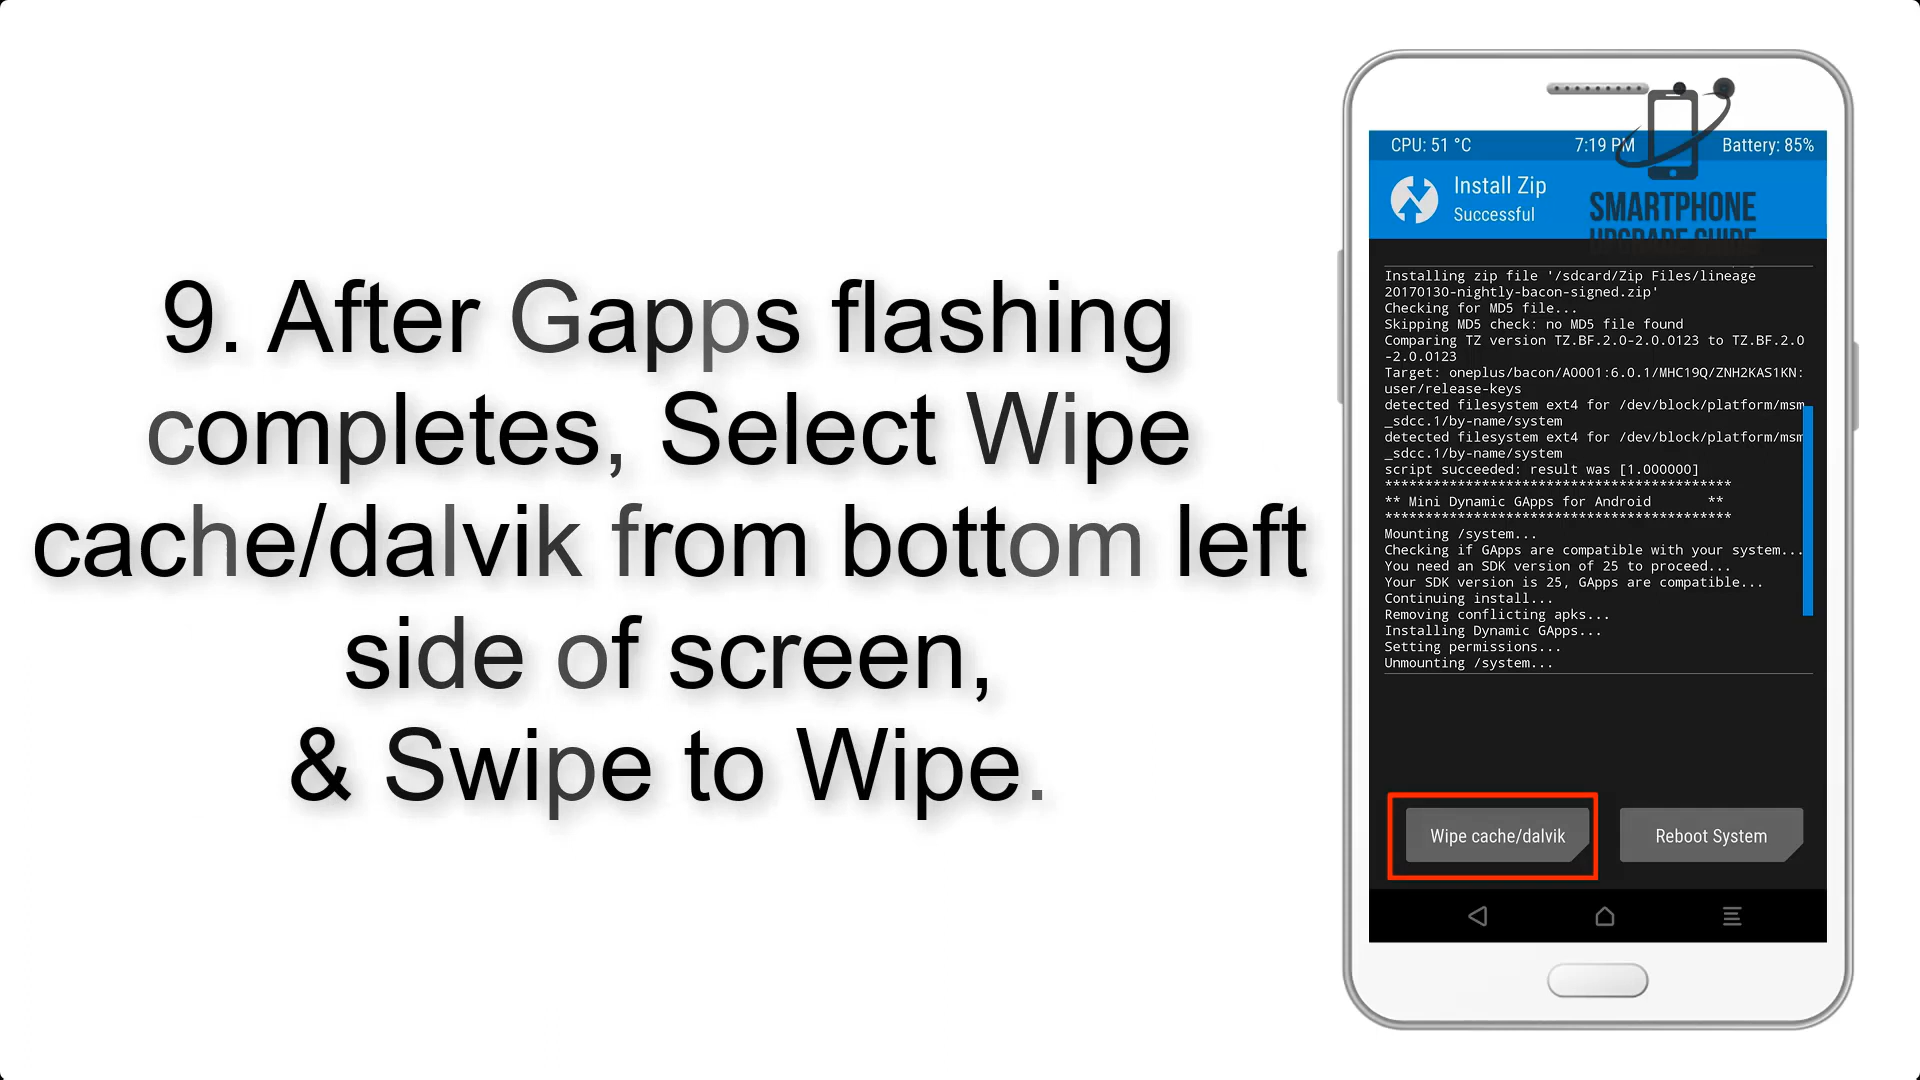 9. After Gapps flashing
completes, Select Wipe
cache/dalvik from bottom left
side of screen,
& Swipe to Wipe.
CPU: 51 °C 7:19 PM Battery: 85%
Install Zip
Successful
SMARTPHONE
UPGRADE GUIDE
Installing zip file '/sdcard/Zip Files/lineage
20170130-nightly-bacon-signed.zip'
Checking for MD5 file...
Skipping MD5 check: no MD5 file found
Comparing TZ version TZ.BF.2.0-2.0.0123 to TZ.BF.2.0
-2.0.0123
Target: oneplus/bacon/A0001:6.0.1/MHC19Q/ZNH2KAS1KN:
user/release-keys
detected filesystem ext4 for /dev/block/platform/msm
_sdcc.1/by-name/system
detected filesystem ext4 for /dev/block/platform/msm
_sdcc.1/by-name/system
script succeeded: result was [1.000000]
*******************************************
** Mini Dynamic GApps for Android       **
*******************************************
Mounting /system...
Checking if GApps are compatible with your system...
You need an SDK version of 25 to proceed...
Your SDK version is 25, GApps are compatible...
Continuing install...
Removing conflicting apks...
Installing Dynamic GApps...
Setting permissions...
Unmounting /system...
Wipe cache/dalvik
Reboot System